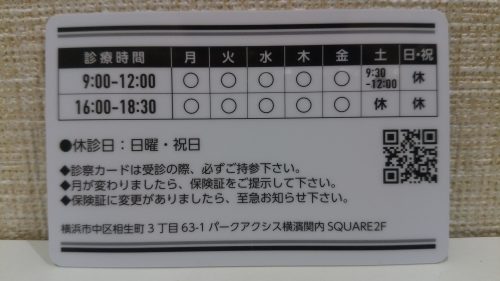 診療時間 月 火 水 木 金 土 日・祝
9:00-12:00 ○ ○ ○ ○ ○ 9:30-12:00 休
16:00-18:30 ○ ○ ○ ○ ○ 休 休
●休診日：日曜・祝日
◆診察カードは受診の際、必ずご持参下さい。
◆月が変わりましたら、保険証をご提示して下さい。
◆保険証に変更がありましたら、至急お知らせ下さい。
横浜市中区相生町3丁目63-1 パークアクシス横濱関内 SQUARE2F